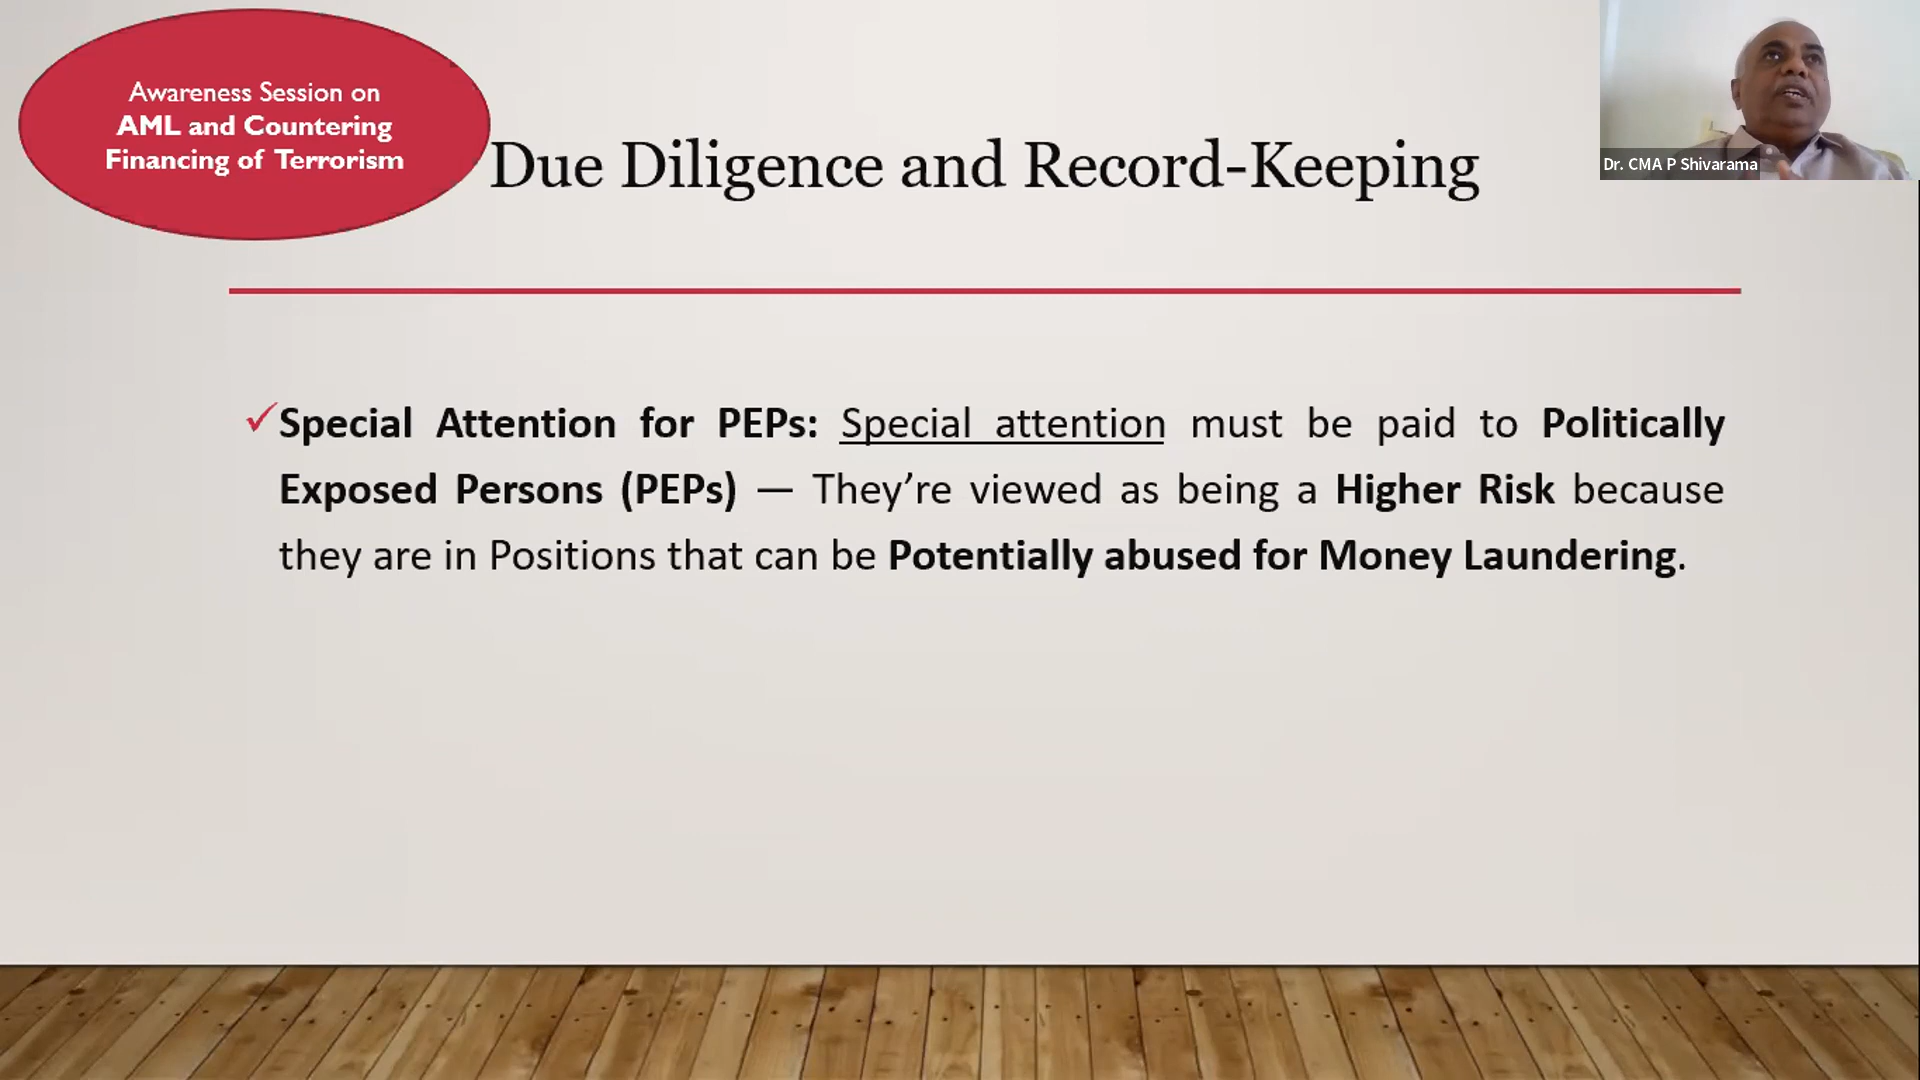 Awareness Session on
AML and Countering
Financing of Terrorism
Due Diligence and Record-Keeping
Dr. CMA P Shivarama
✓Special Attention for PEPs: Special attention must be paid to Politically
Exposed Persons (PEPs) — They’re viewed as being a Higher Risk because
they are in Positions that can be Potentially abused for Money Laundering.